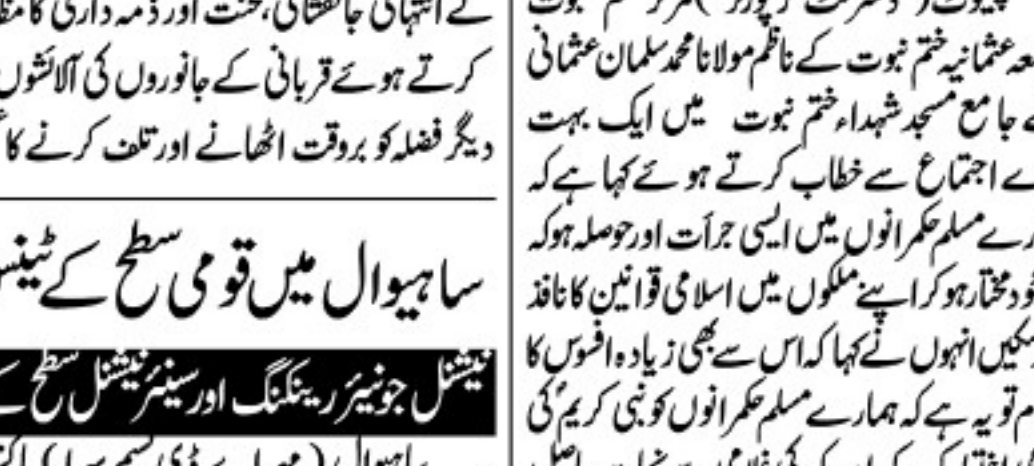 معہ عثمانیہ ختم نبوت کے ناظم مولانا محمد سلمان عثمانی
جامع مسجد شہداء ختم نبوت میں ایک بہت
ے اجتماع سے خطاب کرتے ہوئے کہا ہے کہ
رے مسلم حکمرانوں میں ایسی جرأت اور حوصلہ ہو کہ
ود مختار ہو کر اپنے ملکوں میں اسلامی قوانین کا نافذ
سکیں انہوں نے کہا کہ اس سے بھی زیادہ افسوس کا
م تو یہ ہے کہ ہمارے مسلم حکمرانوں کو نبی کریمؐ کی
کے انتہائی جانفشانی، محنت اور ذمہ داری کا
کرتے ہوئے قربانی کے جانوروں کی آلائشوں
دیگر فضلہ کو بروقت اٹھانے اور تلف کرنے کا
ساہیوال میں قومی سطح کے ٹینس
نیشنل جونیئر رینکنگ اور سینئر نیشنل سطح کے